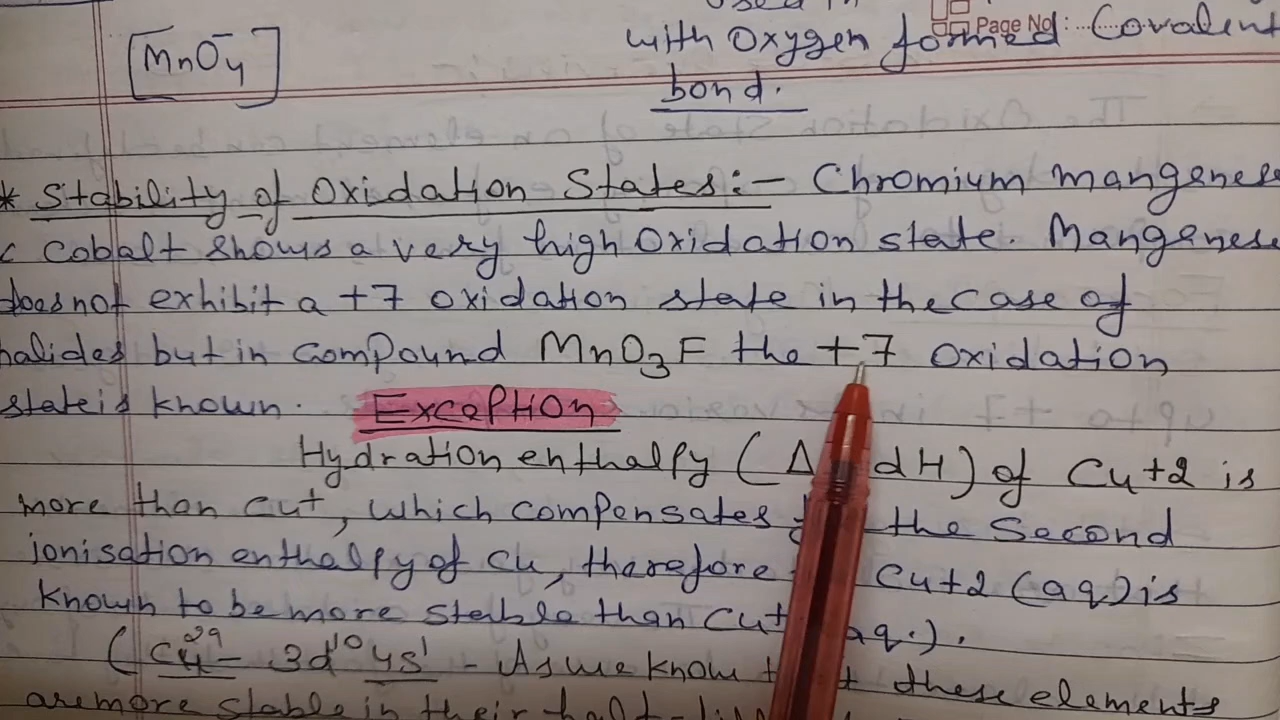 used in
Page No:
[MnO4⁻] with oxygen formed Covalent
bond.
* Stability of Oxidation States:- Chromium mangenese
Cobalt shows a very high Oxidation state. Manganese
does not exhibit a +7 oxidation state in the case of
halides but in compound MnO3F the +7 oxidation
state is known. Exception
Hydration enthalpy (Δ dH) of Cu+2 is
more than Cu+, which compensates the Second
ionisation enthalpy of Cu, therefore Cu+2 (aq) is
known to be more stable than Cu+ aq.).
(Cu29 - 3d¹⁰ 4s¹ - As we know these elements
are more stable in their